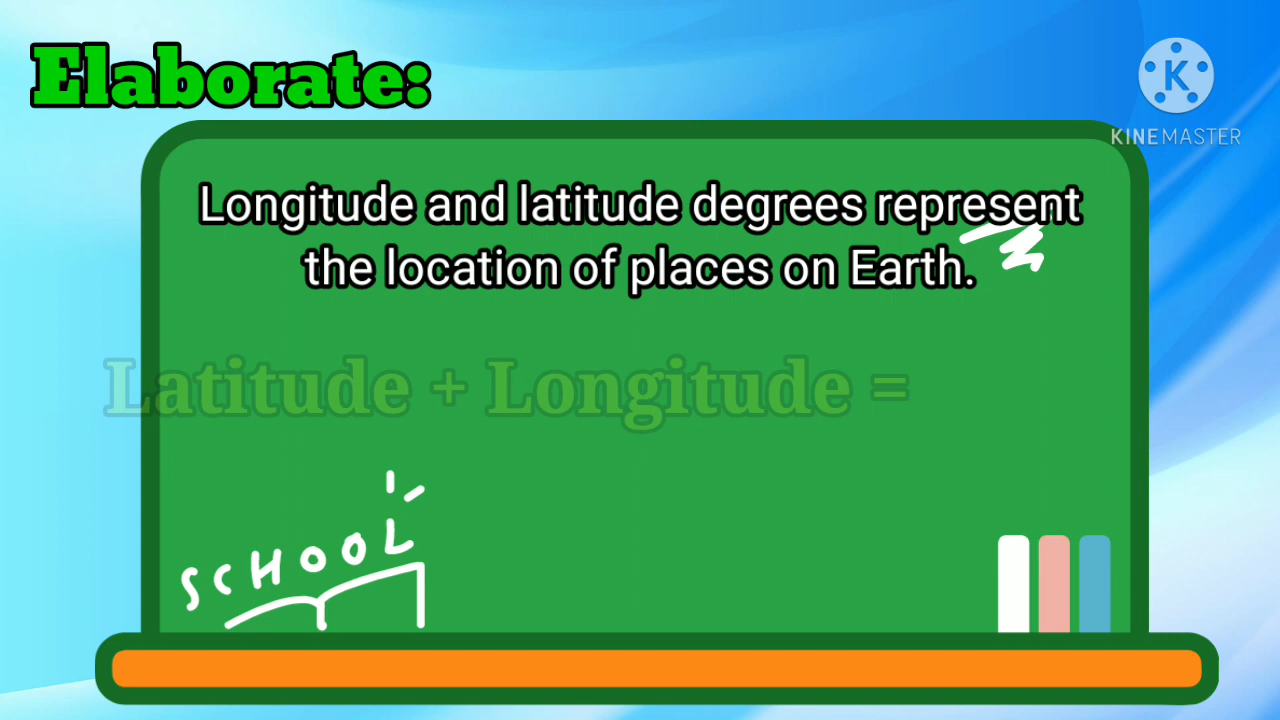 Elaborate:
K
KINEMASTER
Longitude and latitude degrees represent
the location of places on Earth.
Latitude + Longitude =
SCHOOL